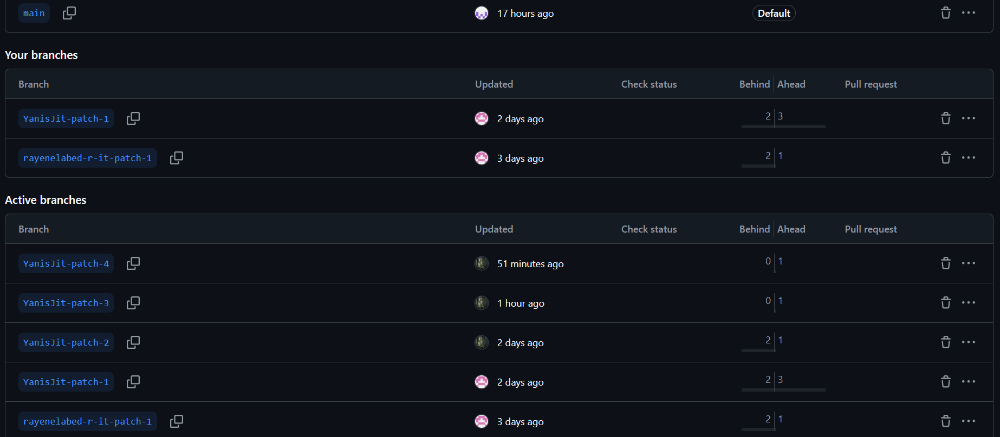 main 17 hours ago Default
Your branches
Branch Updated Check status Behind Ahead Pull request
YanisJit-patch-1 2 days ago 2 3
rayenelabed-r-it-patch-1 3 days ago 2 1
Active branches
Branch Updated Check status Behind Ahead Pull request
YanisJit-patch-4 51 minutes ago 0 1
YanisJit-patch-3 1 hour ago 0 1
YanisJit-patch-2 2 days ago 2 1
YanisJit-patch-1 2 days ago 2 3
rayenelabed-r-it-patch-1 3 days ago 2 1